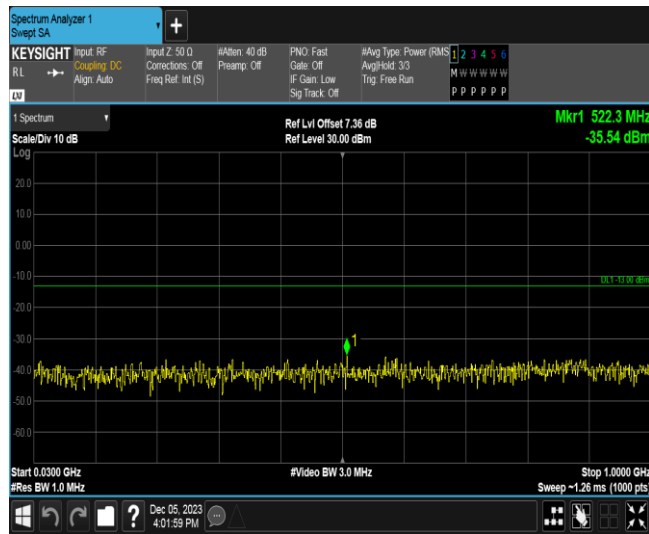 Spectrum Analyzer 1
Swept SA
+
KEYSIGHT
RL
LXI
Input: RF
Coupling: DC
Align: Auto
Input Z: 50 Ω
Corrections: Off
Freq Ref: Int (S)
#Atten: 40 dB
Preamp: Off
PNO: Fast
Gate: Off
IF Gain: Low
Sig Track: Off
#Avg Type: Power (RMS
Avg|Hold: 3/3
Trig: Free Run
1 2 3 4 5 6
M W W W W W
P P P P P P
1 Spectrum
Scale/Div 10 dB
Ref Lvl Offset 7.36 dB
Ref Level 30.00 dBm
Mkr1 522.3 MHz
-35.54 dBm
Log
20.0
10.0
0.00
-10.0
DL1 -13.00 dBm
-20.0
-30.0
1
-40.0
-50.0
-60.0
Start 0.0300 GHz
#Res BW 1.0 MHz
#Video BW 3.0 MHz
Stop 1.0000 GHz
Sweep ~1.26 ms (1000 pts)
?
Dec 05, 2023
4:01:59 PM